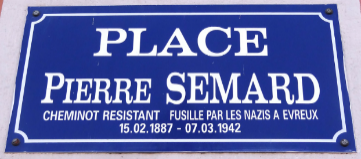 PLACE
PIERRE SEMARD
CHEMINOT RESISTANT FUSILLE PAR LES NAZIS A EVREUX
15.02.1887 - 07.03.1942